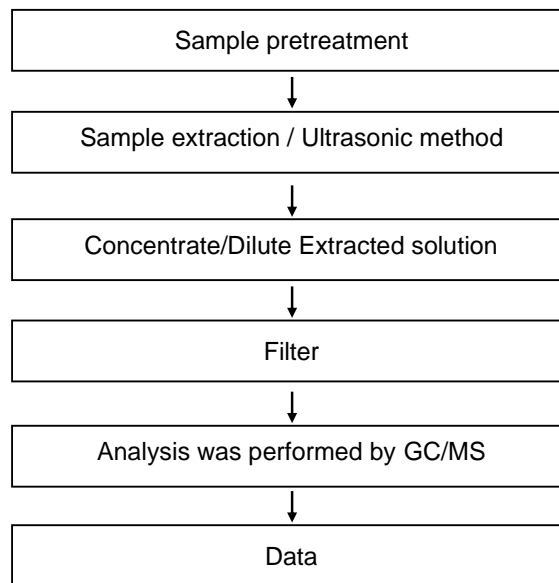 Sample pretreatment
Sample extraction / Ultrasonic method
Concentrate/Dilute Extracted solution
Filter
Analysis was performed by GC/MS
Data